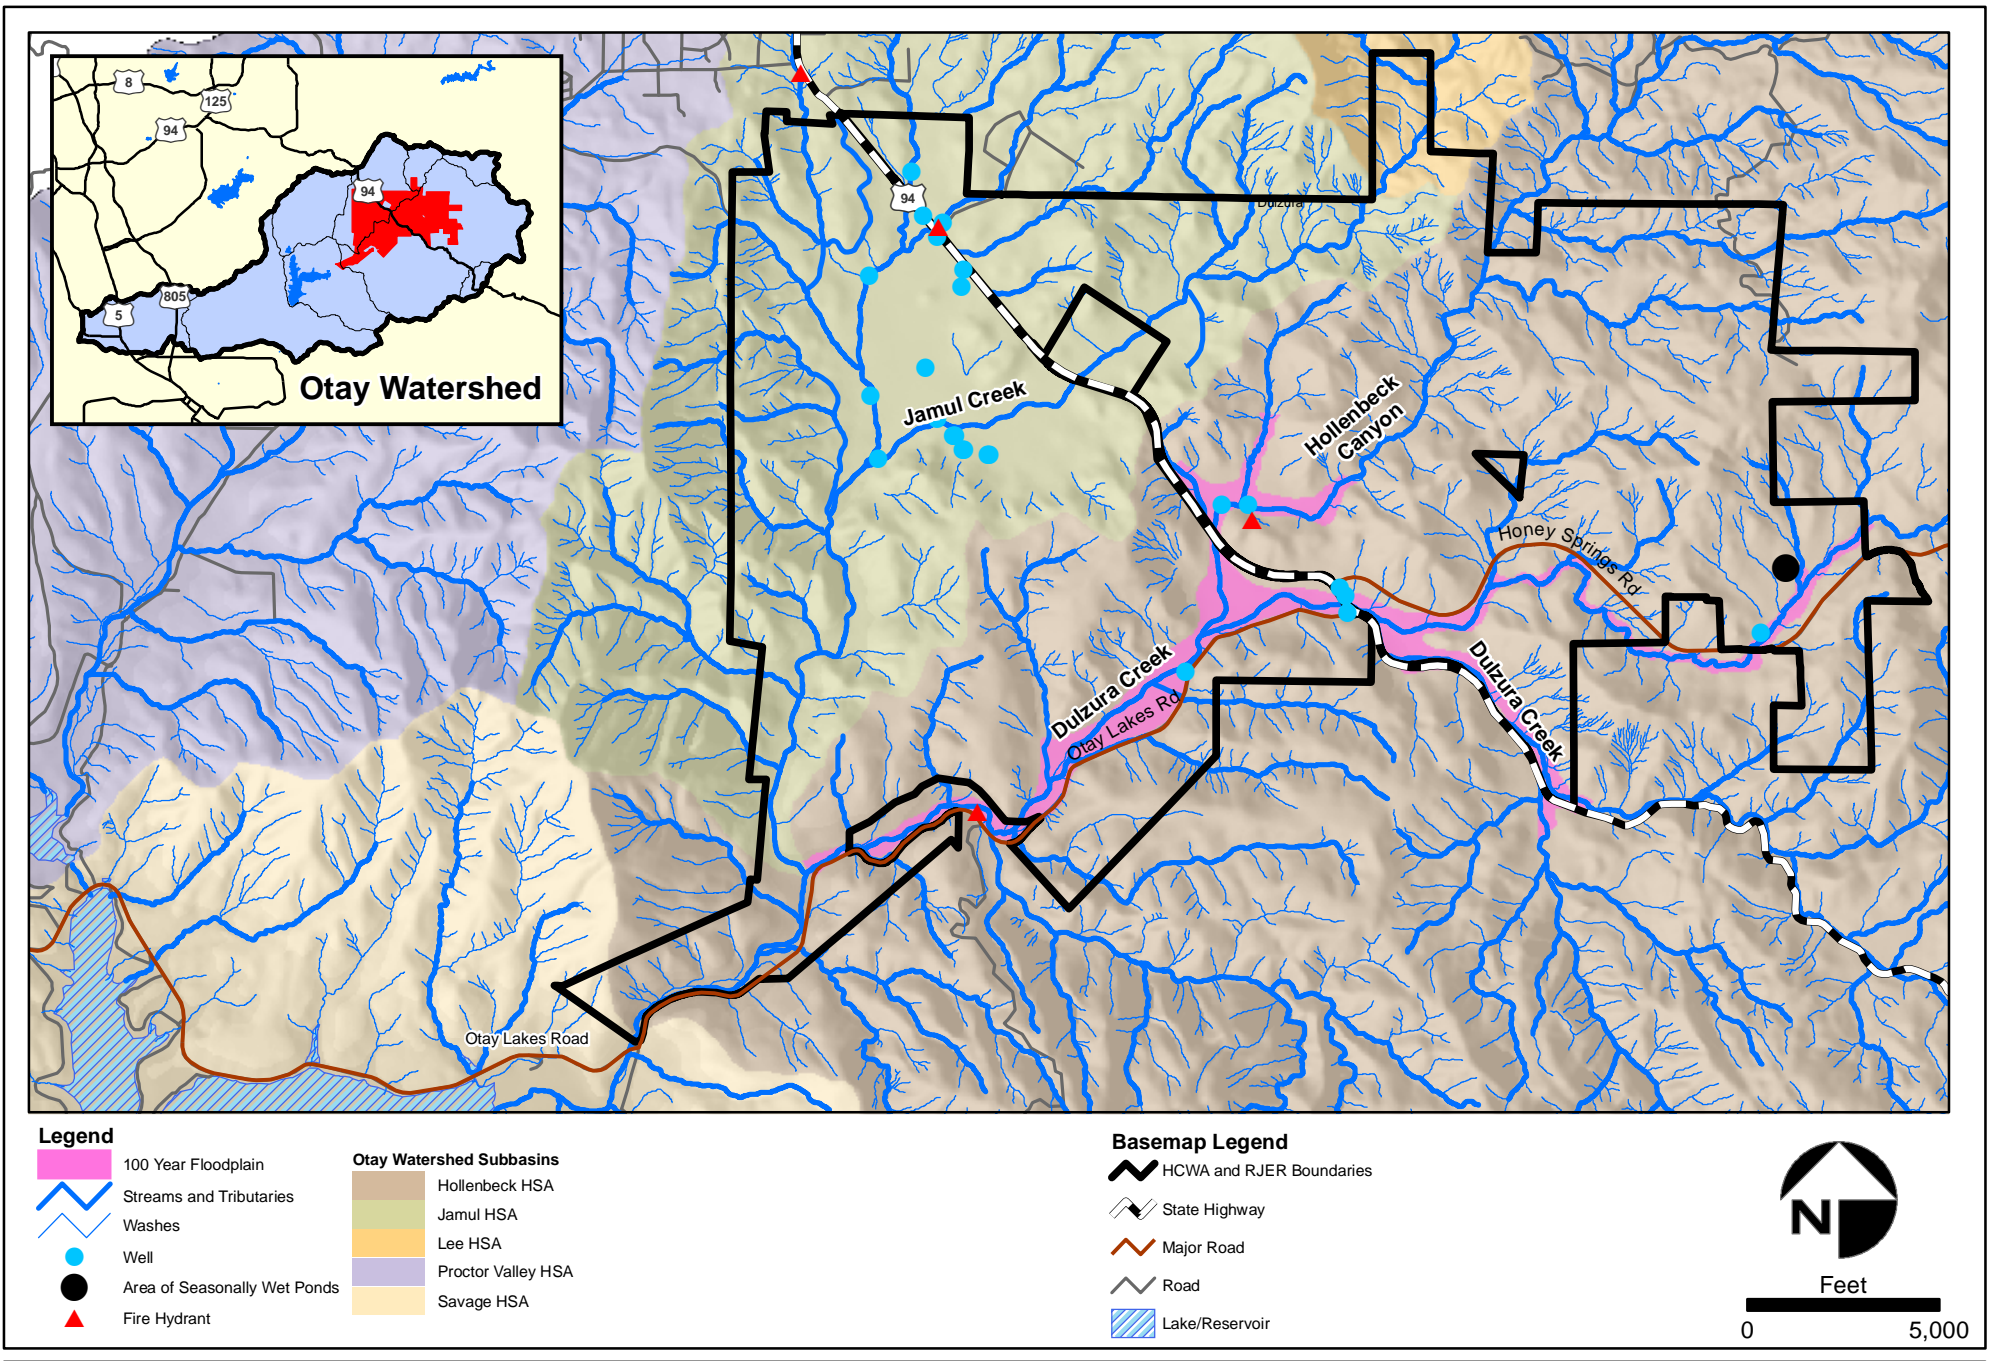 8
125
94
94
805
5
Otay Watershed
94
Dulzura
Jamul Creek
Hollenbeck
Canyon
Honey Springs Rd
Dulzura Creek
Otay Lakes Rd
Dulzura Creek
Otay Lakes Road
Legend
100 Year Floodplain
Streams and Tributaries
Washes
Well
Area of Seasonally Wet Ponds
Fire Hydrant
Otay Watershed Subbasins
Hollenbeck HSA
Jamul HSA
Lee HSA
Proctor Valley HSA
Savage HSA
Basemap Legend
HCWA and RJER Boundaries
State Highway
Major Road
Road
Lake/Reservoir
N
Feet
0 5,000